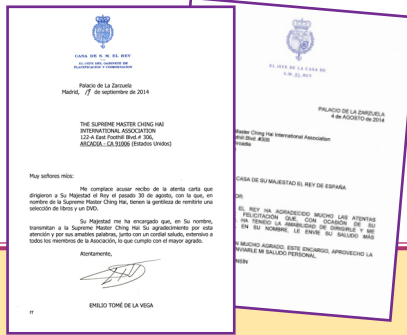 CASA DE S. M. EL REY
EL JEFE DEL GABINETE DE
PLANIFICACIÓN Y COORDINACIÓN
Palacio de La Zarzuela
Madrid, 17 de septiembre de 2014
THE SUPREME MASTER CHING HAI
INTERNATIONAL ASSOCIATION
122-A East Foothill Blvd.# 306,
ARCADIA - CA 91006 (Estados Unidos)
Muy señores míos:
Me complace acusar recibo de la atenta carta que
dirigieron a Su Majestad el Rey el pasado 30 de agosto, con la que, en
nombre de la Supreme Master Ching Hai, tienen la gentileza de remitirle una
selección de libros y un DVD.
Su Majestad me ha encargado que, en Su nombre,
transmitan a la Supreme Master Ching Hai Su agradecimiento por esta
atención y por sus amables palabras, junto con un cordial saludo, extensivo a
todos los miembros de la Asociación, lo que cumplo con el mayor agrado.
Atentamente,
EMILIO TOMÉ DE LA VEGA
EL JEFE DE LA CASA DE
S.M. EL REY
PALACIO DE LA ZARZUELA
4 de AGOSTO de 2014
Master Ching Hai International Association
thill Blvd. #306
rcadia
CASA DE SU MAJESTAD EL REY DE ESPAÑA
OR:
EL REY HA AGRADECIDO MUCHO LAS ATENTAS
FELICITACIÓN QUE, CON OCASIÓN DE SU
HA TENIDO LA AMABILIDAD DE DIRIGIRLE Y ME
EN SU NOMBRE, LE ENVÍE SU SALUDO MÁS
N MUCHO AGRADO, ESTE ENCARGO, APROVECHO LA
ENVIARLE MI SALUDO PERSONAL.
NSÍN